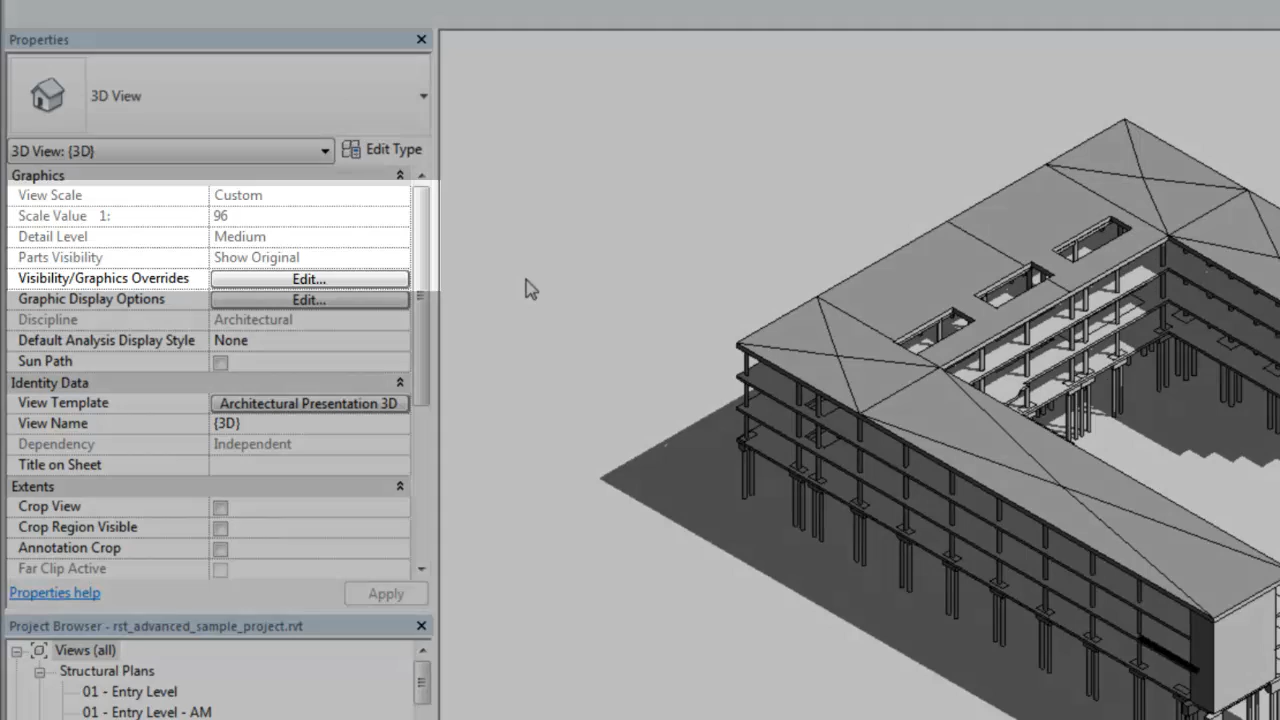 Properties
3D View
3D View: {3D} Edit Type
Graphics
View Scale Custom
Scale Value 1: 96
Detail Level Medium
Parts Visibility Show Original
Visibility/Graphics Overrides Edit...
Graphic Display Options Edit...
Discipline Architectural
Default Analysis Display Style None
Sun Path
Identity Data
View Template Architectural Presentation 3D
View Name {3D}
Dependency Independent
Title on Sheet
Extents
Crop View
Crop Region Visible
Annotation Crop
Far Clip Active
Properties help Apply
Project Browser - rst_advanced_sample_project.rvt
Views (all)
Structural Plans
01 - Entry Level
01 - Entry Level - AM